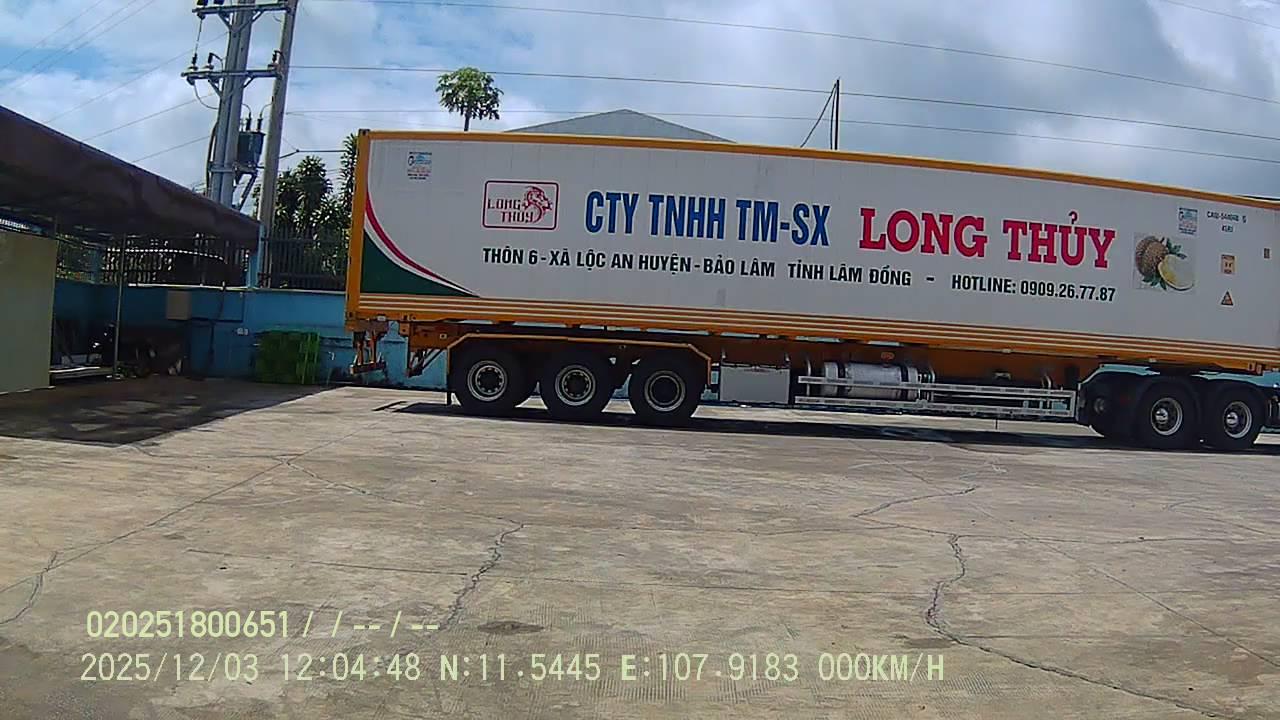 LONG
THỦY
CTY TNHH TM-SX LONG THỦY
THÔN 6 - XÃ LỘC AN HUYỆN - BẢO LÂM TỈNH LÂM ĐỒNG - HOTLINE: 0909.26.77.87
45R1
020251800651 / / -- / --
2025/12/03 12:04:48 N:11.5445 E:107.9183 000KM/H